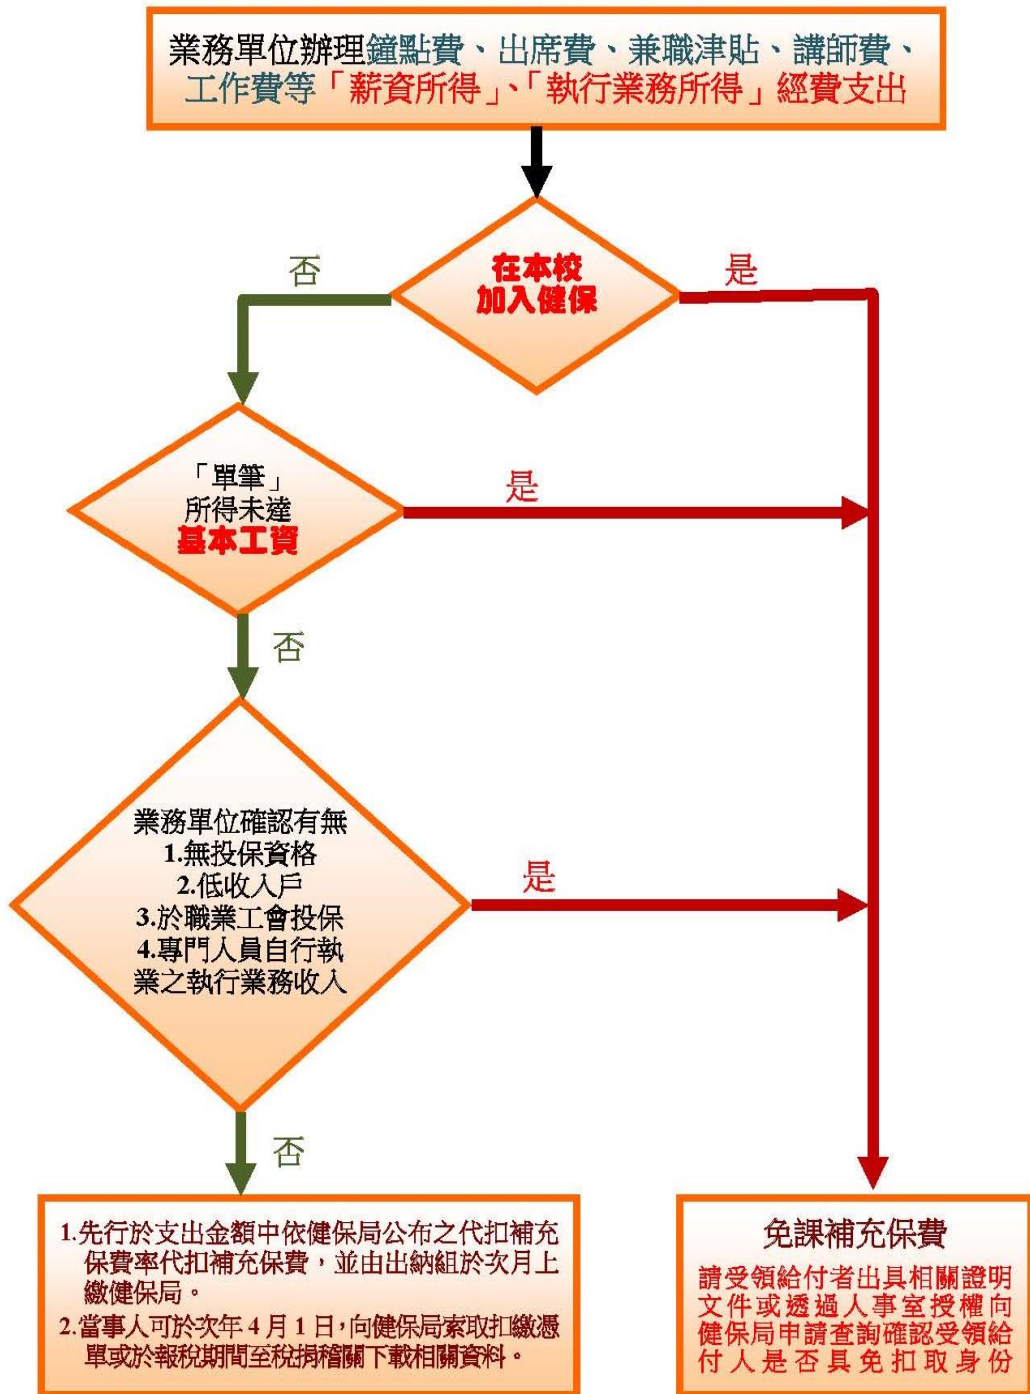 業務單位辦理鐘點費、出席費、兼職津貼、講師費、
工作費等「薪資所得」、「執行業務所得」經費支出
在本校
加入健保
否
是
「單筆」
所得未達
基本工資
是
否
業務單位確認有無
1.無投保資格
2.低收入戶
3.於職業工會投保
4.專門人員自行執
業之執行業務收入
是
否
1.先行於支出金額中依健保局公布之代扣補充
保費率代扣補充保費，並由出納組於次月上
繳健保局。
2.當事人可於次年4月1日，向健保局索取扣繳憑
單或於報稅期間至稅捐稽關下載相關資料。
免課補充保費
請受領給付者出具相關證明
文件或透過人事室授權向
健保局申請查詢確認受領給
付人是否具免扣取身份